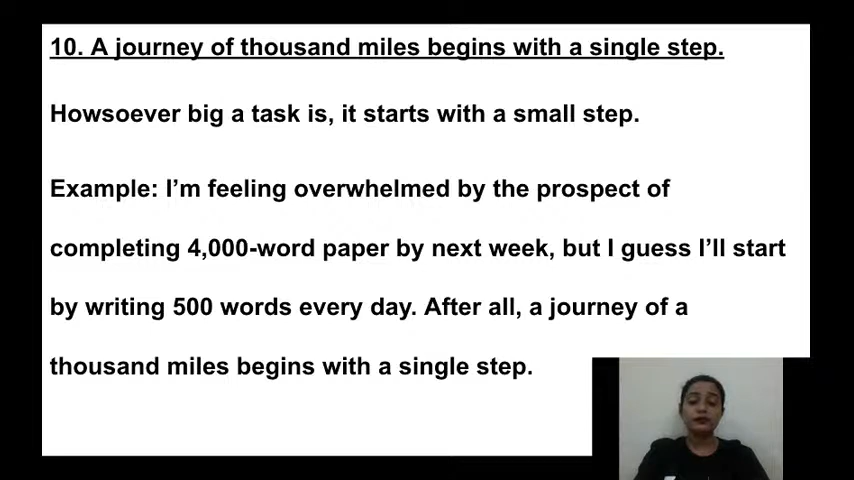 10. A journey of thousand miles begins with a single step.
Howsoever big a task is, it starts with a small step.
Example: I’m feeling overwhelmed by the prospect of
completing 4,000-word paper by next week, but I guess I’ll start
by writing 500 words every day. After all, a journey of a
thousand miles begins with a single step.